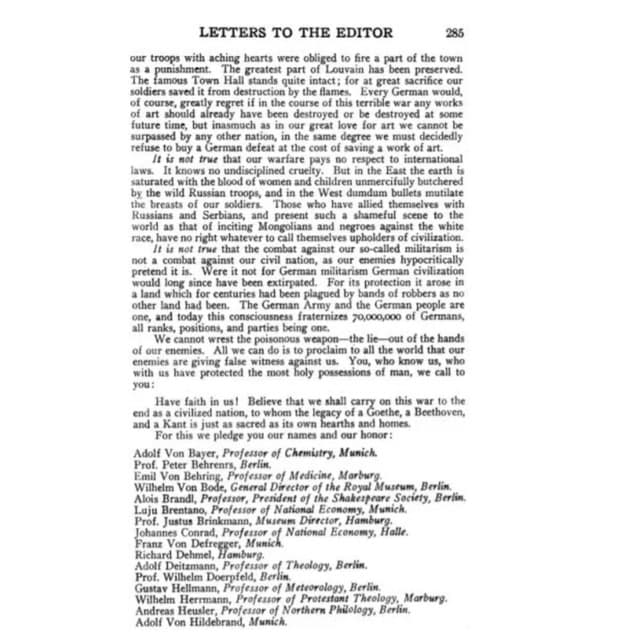 LETTERS TO THE EDITOR 285
our troops with aching hearts were obliged to fire a part of the town
as a punishment. The greatest part of Louvain has been preserved.
The famous Town Hall stands quite intact; for at great sacrifice our
soldiers saved it from destruction by the flames. Every German would,
of course, greatly regret if in the course of this terrible war any works
of art should already have been destroyed or be destroyed at some
future time, but inasmuch as in our great love for art we cannot be
surpassed by any other nation, in the same degree we must decidedly
refuse to buy a German defeat at the cost of saving a work of art.
It is not true that our warfare pays no respect to international
laws. It knows no undisciplined cruelty. But in the East the earth is
saturated with the blood of women and children unmercifully butchered
by the wild Russian troops, and in the West dumdum bullets mutilate
the breasts of our soldiers. Those who have allied themselves with
Russians and Serbians, and present such a shameful scene to the
world as that of inciting Mongolians and negroes against the white
race, have no right whatever to call themselves upholders of civilization.
It is not true that the combat against our so-called militarism is
not a combat against our civil nation, as our enemies hypocritically
pretend it is. Were it not for German militarism German civilization
would long since have been extirpated. For its protection it arose in
a land which for centuries had been plagued by bands of robbers as no
other land had been. The German Army and the German people are
one, and today this consciousness fraternizes 70,000,000 of Germans,
all ranks, positions, and parties being one.
We cannot wrest the poisonous weapon—the lie—out of the hands
of our enemies. All we can do is to proclaim to all the world that our
enemies are giving false witness against us. You, who know us, who
with us have protected the most holy possessions of man, we call to
you:
Have faith in us! Believe that we shall carry on this war to the
end as a civilized nation, to whom the legacy of a Goethe, a Beethoven,
and a Kant is just as sacred as its own hearths and homes.
For this we pledge you our names and our honor:
Adolf Von Bayer, Professor of Chemistry, Munich.
Prof. Peter Behrenrs, Berlin.
Emil Von Behring, Professor of Medicine, Marburg.
Wilhelm Von Bode, General Director of the Royal Museum, Berlin.
Alois Brandl, Professor, President of the Shakespeare Society, Berlin.
Luju Brentano, Professor of National Economy, Munich.
Prof. Justus Brinkmann, Museum Director, Hamburg.
Johannes Conrad, Professor of National Economy, Halle.
Franz Von Defregger, Munich.
Richard Dehmel, Hamburg.
Adolf Deitzmann, Professor of Theology, Berlin.
Prof. Wilhelm Doerpfeld, Berlin.
Gustav Hellmann, Professor of Meteorology, Berlin.
Wilhelm Herrmann, Professor of Protestant Theology, Marburg.
Andreas Heusler, Professor of Northern Philology, Berlin.
Adolf Von Hildebrand, Munich.